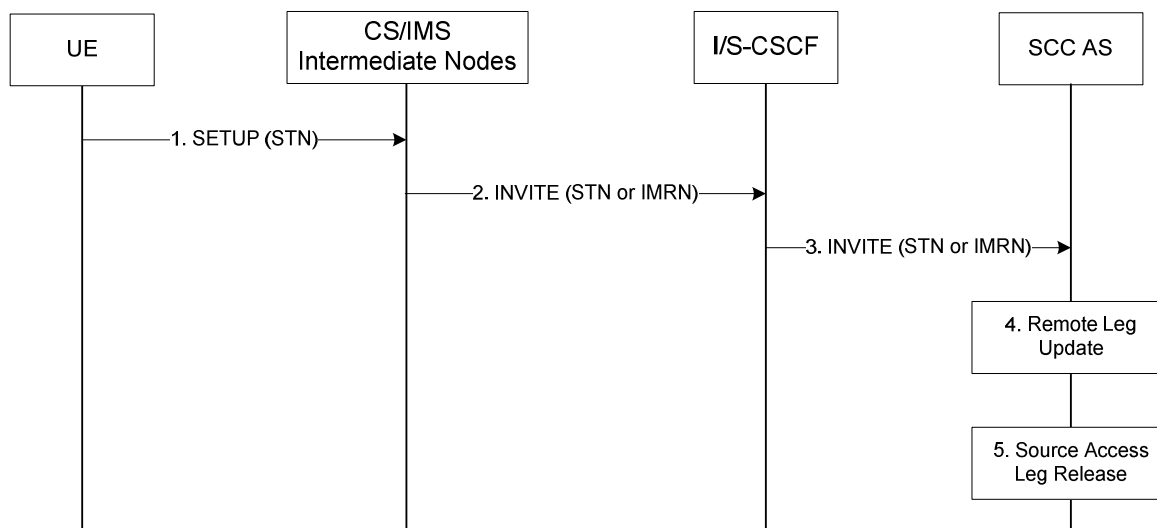 UE
CS/IMS
Intermediate Nodes
I/S-CSCF
SCC AS
1. SETUP (STN)
2. INVITE (STN or IMRN)
3. INVITE (STN or IMRN)
4. Remote Leg
Update
5. Source Access
Leg Release